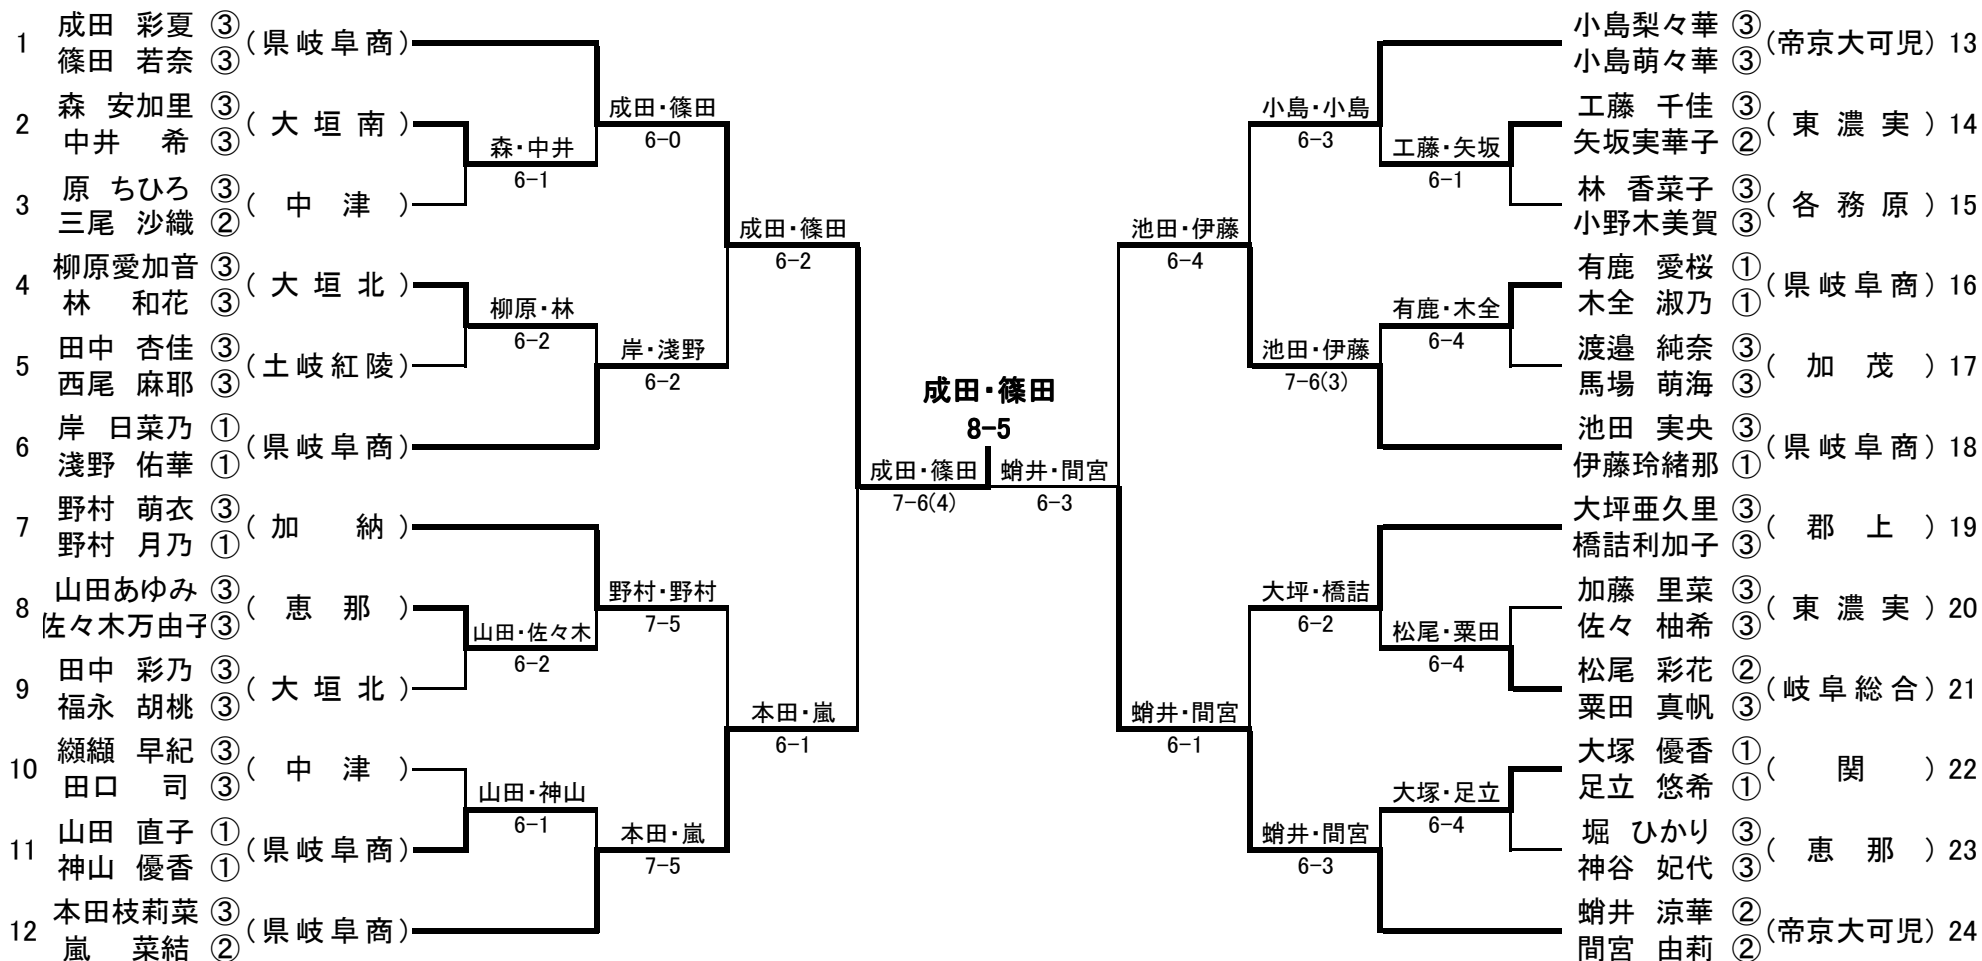 1 成田 彩夏 ③ (県岐阜商)
篠田 若奈 ③
2 森 安加里 ③ (大垣南)
中井 希 ③
3 原 ちひろ ③ (中津)
三尾 沙織 ②
4 柳原愛加音 ③ (大垣北)
林 和花 ③
5 田中 杏佳 ③ (土岐紅陵)
西尾 麻耶 ③
6 岸 日菜乃 ① (県岐阜商)
淺野 佑華 ①
7 野村 萌衣 ③ (加納)
野村 月乃 ①
8 山田あゆみ ③ (恵那)
佐々木万由子 ③
9 田中 彩乃 ③ (大垣北)
福永 胡桃 ③
10 纐纈 早紀 ③ (中津)
田口 司 ③
11 山田 直子 ① (県岐阜商)
神山 優香 ①
12 本田枝莉菜 ③ (県岐阜商)
嵐 菜結 ②
森・中井
6-1
柳原・林
6-2
山田・佐々木
6-2
山田・神山
6-1
成田・篠田
6-0
岸・淺野
6-2
野村・野村
7-5
本田・嵐
7-5
成田・篠田
6-2
本田・嵐
6-1
成田・篠田
7-6(4)
成田・篠田
8-5
蛸井・間宮
6-3
池田・伊藤
6-4
蛸井・間宮
6-1
小島・小島
6-3
池田・伊藤
7-6(3)
大坪・橋詰
6-2
蛸井・間宮
6-3
工藤・矢坂
6-1
有鹿・木全
6-4
松尾・粟田
6-4
大塚・足立
6-4
小島梨々華 ③ (帝京大可児) 13
小島萌々華 ③
工藤 千佳 ③ (東濃実) 14
矢坂実華子 ②
林 香菜子 ③ (各務原) 15
小野木美賀 ③
有鹿 愛桜 ① (県岐阜商) 16
木全 淑乃 ①
渡邉 純奈 ③ (加茂) 17
馬場 萌海 ③
池田 実央 ③ (県岐阜商) 18
伊藤玲緒那 ①
大坪亜久里 ③ (郡上) 19
橋詰利加子 ③
加藤 里菜 ③ (東濃実) 20
佐々 柚希 ③
松尾 彩花 ② (岐阜総合) 21
粟田 真帆 ③
大塚 優香 ① (関) 22
足立 悠希 ①
堀 ひかり ③ (恵那) 23
神谷 妃代 ③
蛸井 涼華 ② (帝京大可児) 24
間宮 由莉 ②